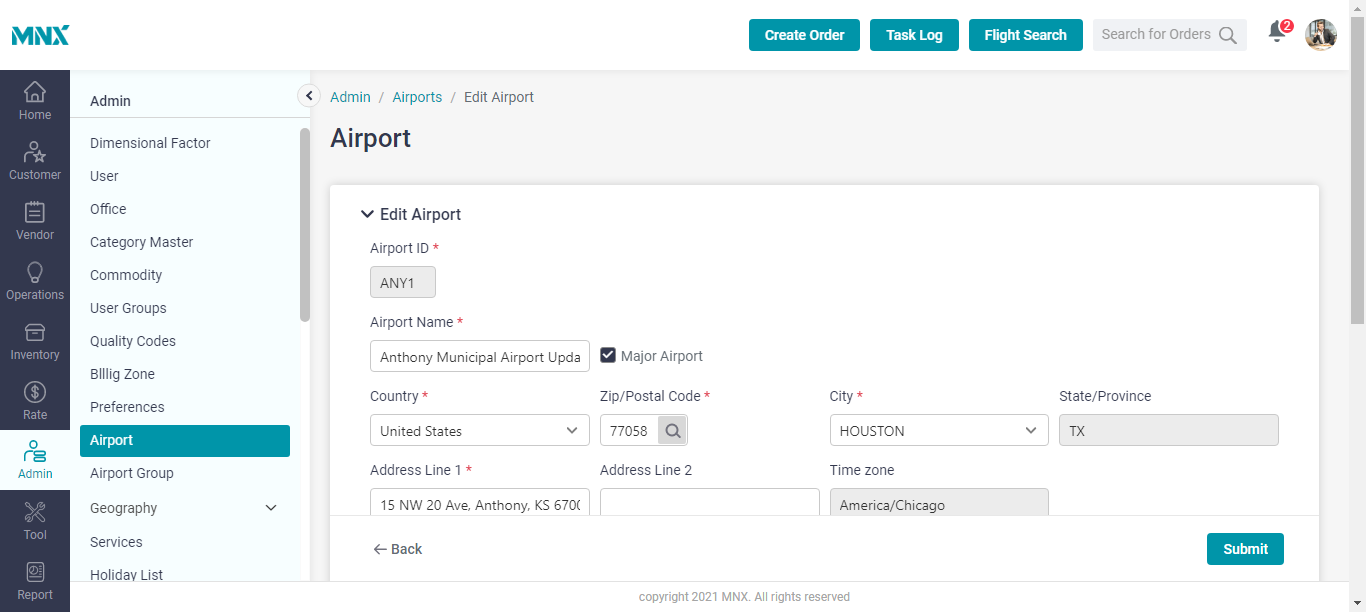 MNX
Create Order
Task Log
Flight Search
Search for Orders
2
Home
Customer
Vendor
Operations
Inventory
Rate
Admin
Tool
Report
Admin
Dimensional Factor
User
Office
Category Master
Commodity
User Groups
Quality Codes
Bllig Zone
Preferences
Airport
Airport Group
Geography
Services
Holiday List
Admin / Airports / Edit Airport
Airport
Edit Airport
Airport ID *
ANY1
Airport Name *
Anthony Municipal Airport Upda
Major Airport
Country * Zip/Postal Code * City * State/Province
United States 77058 HOUSTON TX
Address Line 1 * Address Line 2 Time zone
15 NW 20 Ave, Anthony, KS 6700 America/Chicago
Back
Submit
copyright 2021 MNX. All rights reserved